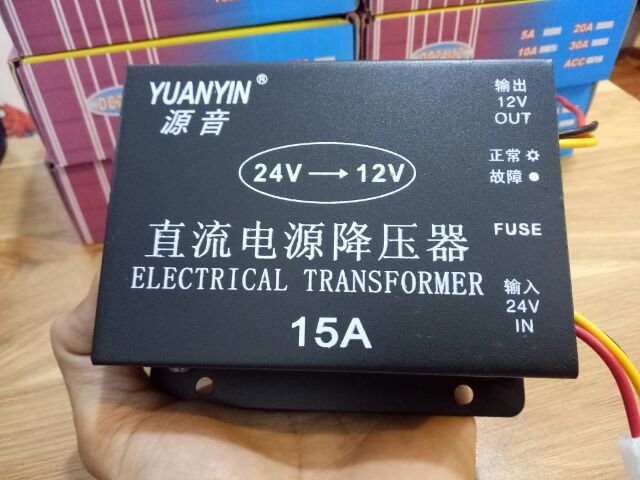 YUANYIN®
源音
24V → 12V
直流电源降压器
ELECTRICAL TRANSFORMER
15A
输出
12V
OUT
正常
故障
FUSE
输入
24V
IN
5A 20A
10A 30A
ACC